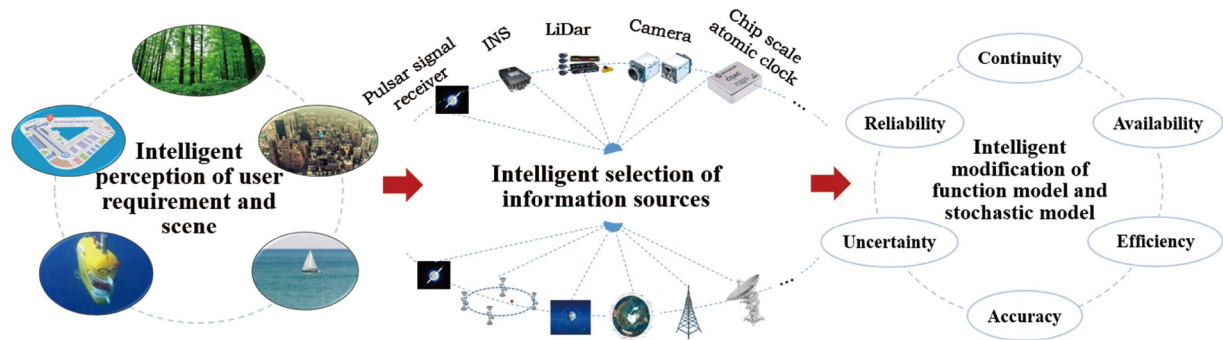 Intelligent
perception of user
requirement and
scene
Pulsar signal
receiver
INS
LiDar
Camera
Chip scale
atomic clock
CSAC
...
Intelligent selection of
information sources
...
Continuity
Reliability
Availability
Intelligent
modification of
function model and
stochastic model
Uncertainty
Efficiency
Accuracy